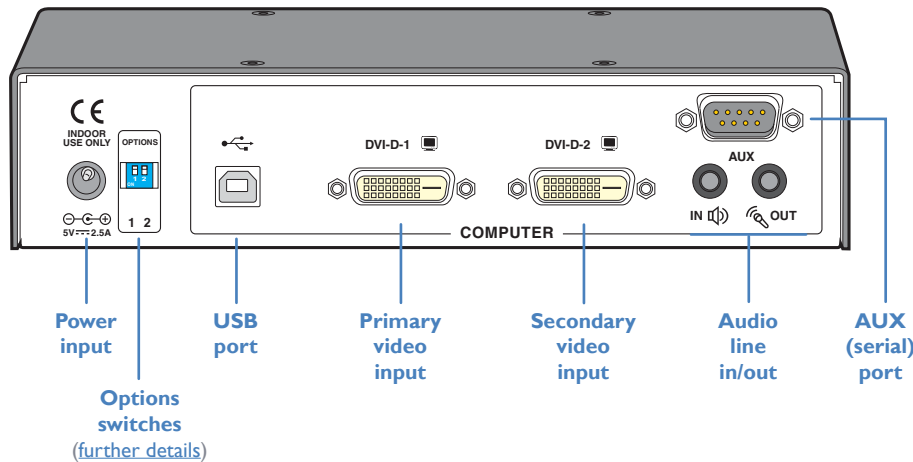 CE
INDOOR
USE ONLY
OPTIONS
1 2
ON
1 2
5V 2.5A
DVI-D-1
DVI-D-2
AUX
IN
OUT
COMPUTER
Power
input
USB
port
Primary
video
input
Secondary
video
input
Audio
line
in/out
AUX
(serial)
port
Options
switches
(further details)